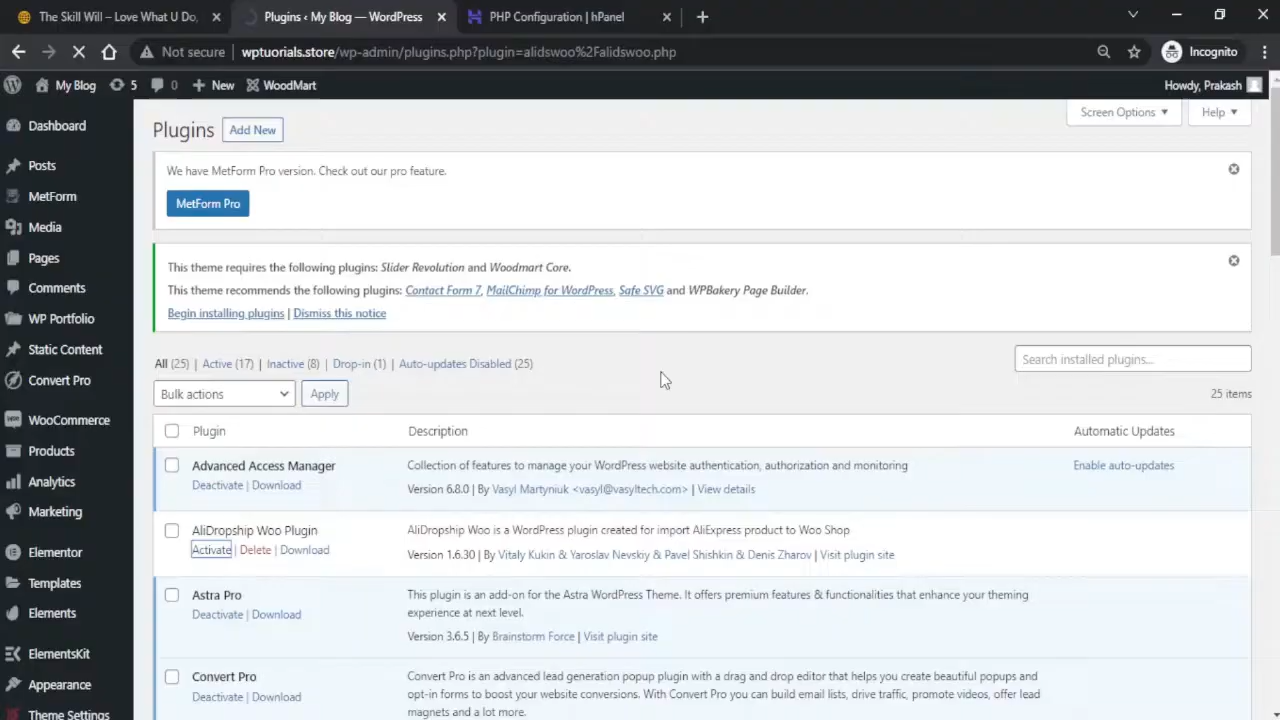 The Skill Will – Love What U Do,
Plugins ‹ My Blog — WordPress
PHP Configuration | hPanel
Not secure
wptuorials.store/wp-admin/plugins.php?plugin=alidswoo%2Falidswoo.php
Incognito
My Blog
5
0
New
WoodMart
Howdy, Prakash
Screen Options
Help
Plugins
Add New
We have MetForm Pro version. Check out our pro feature.
MetForm Pro
This theme requires the following plugins: Slider Revolution and Woodmart Core.
This theme recommends the following plugins: Contact Form 7, MailChimp for WordPress, Safe SVG and WPBakery Page Builder.
Begin installing plugins | Dismiss this notice
All (25) | Active (17) | Inactive (8) | Drop-in (1) | Auto-updates Disabled (25)
Search installed plugins...
Bulk actions
Apply
25 items
Plugin
Description
Automatic Updates
Advanced Access Manager
Deactivate | Download
Collection of features to manage your WordPress website authentication, authorization and monitoring
Version 6.8.0 | By Vasyl Martyniuk <vasyl@vasyltech.com> | View details
Enable auto-updates
AliDropship Woo Plugin
Activate | Delete | Download
AliDropship Woo is a WordPress plugin created for import AliExpress product to Woo Shop
Version 1.6.30 | By Vitaly Kukin & Yaroslav Nevskiy & Pavel Shishkin & Denis Zharov | Visit plugin site
Astra Pro
Deactivate | Download
This plugin is an add-on for the Astra WordPress Theme. It offers premium features & functionalities that enhance your theming
experience at next level.
Version 3.6.5 | By Brainstorm Force | Visit plugin site
Convert Pro
Deactivate | Download
Convert Pro is an advanced lead generation popup plugin with a drag and drop editor that helps you create beautiful popups and
opt-in forms to boost your website conversions. With Convert Pro you can build email lists, drive traffic, promote videos, offer lead
magnets and a lot more.
Dashboard
Posts
MetForm
Media
Pages
Comments
WP Portfolio
Static Content
Convert Pro
WooCommerce
Products
Analytics
Marketing
Elementor
Templates
Elements
ElementsKit
Appearance
Theme Settings